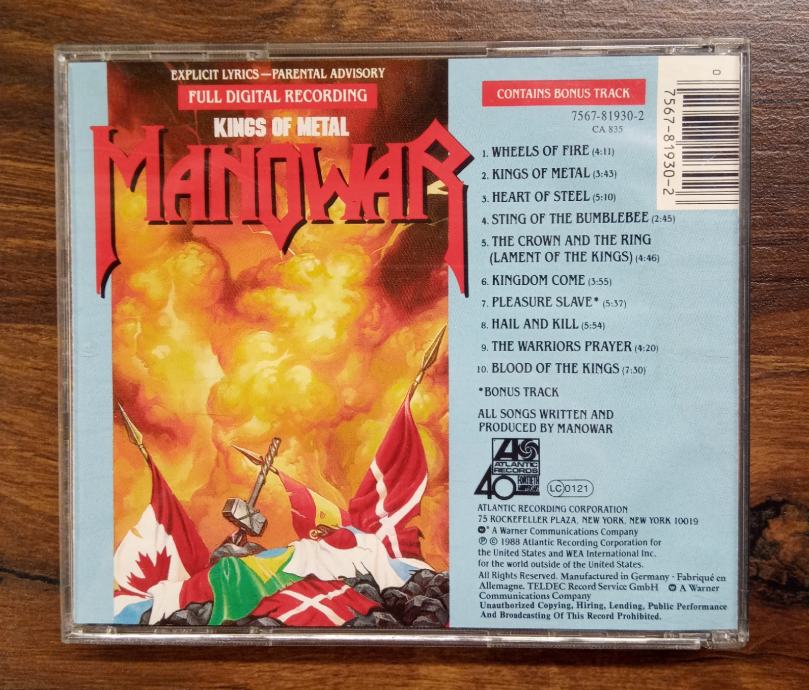 EXPLICIT LYRICS—PARENTAL ADVISORY
FULL DIGITAL RECORDING
KINGS OF METAL
MANOWAR
CONTAINS BONUS TRACK
7567-81930-2
CA 835
1. WHEELS OF FIRE (4:11)
2. KINGS OF METAL (3:43)
3. HEART OF STEEL (5:10)
4. STING OF THE BUMBLEBEE (2:45)
5. THE CROWN AND THE RING
(LAMENT OF THE KINGS) (4:46)
6. KINGDOM COME (3:55)
7. PLEASURE SLAVE* (5:37)
8. HAIL AND KILL (5:54)
9. THE WARRIORS PRAYER (4:20)
10. BLOOD OF THE KINGS (7:30)
*BONUS TRACK
ALL SONGS WRITTEN AND
PRODUCED BY MANOWAR
ATLANTIC
RECORDS
40
LC 0121
ATLANTIC RECORDING CORPORATION
75 ROCKEFELLER PLAZA, NEW YORK, NEW YORK 10019
* A Warner Communications Company
℗ © 1988 Atlantic Recording Corporation for
the United States and WEA International Inc.
for the world outside of the United States.
All Rights Reserved. Manufactured in Germany · Fabriqué en
Allemagne. TELDEC Record Service GmbH A Warner
Communications Company
Unauthorized Copying, Hiring, Lending, Public Performance
And Broadcasting Of This Record Prohibited.
0
7567-81930-2